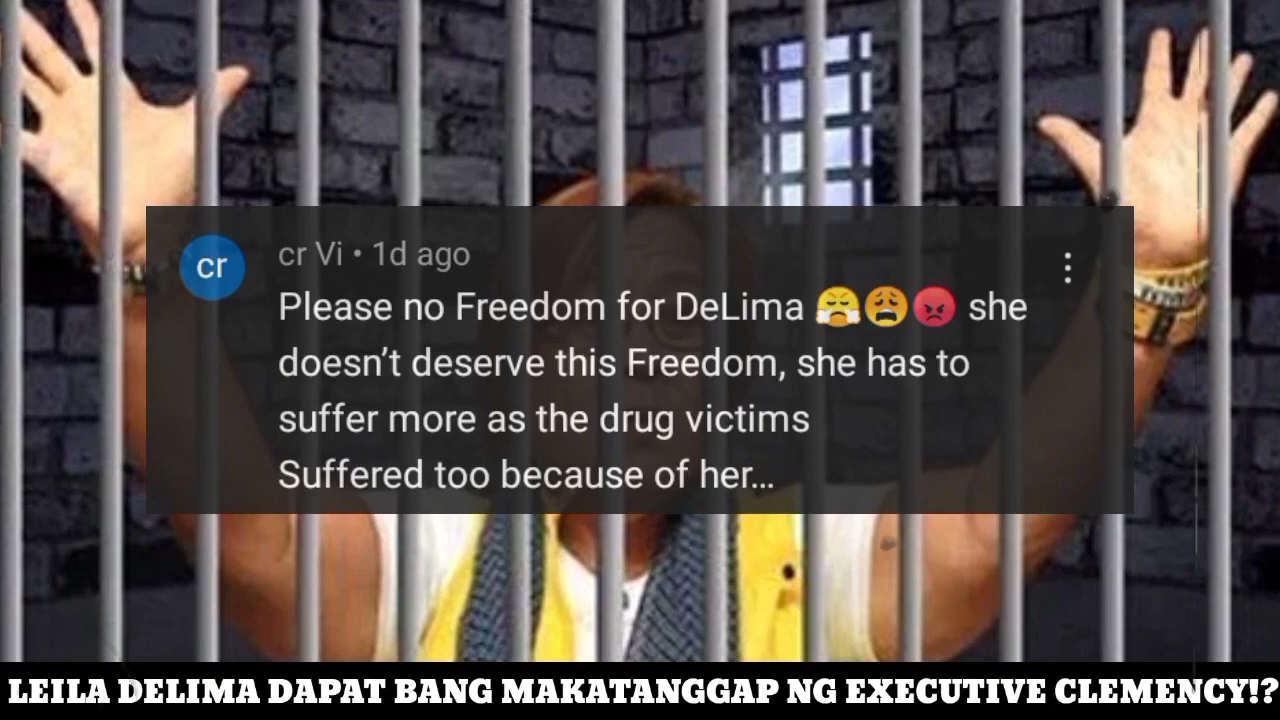 cr
cr Vi • 1d ago
Please no Freedom for DeLima 😤😩😡 she
doesn’t deserve this Freedom, she has to
suffer more as the drug victims
Suffered too because of her...
LEILA DELIMA DAPAT BANG MAKATANGGAP NG EXECUTIVE CLEMENCY!?